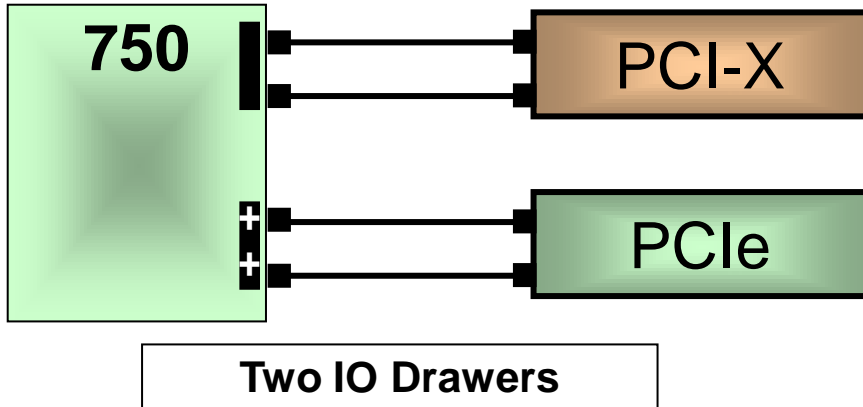 750
PCI-X
+
+
PCIe
Two IO Drawers